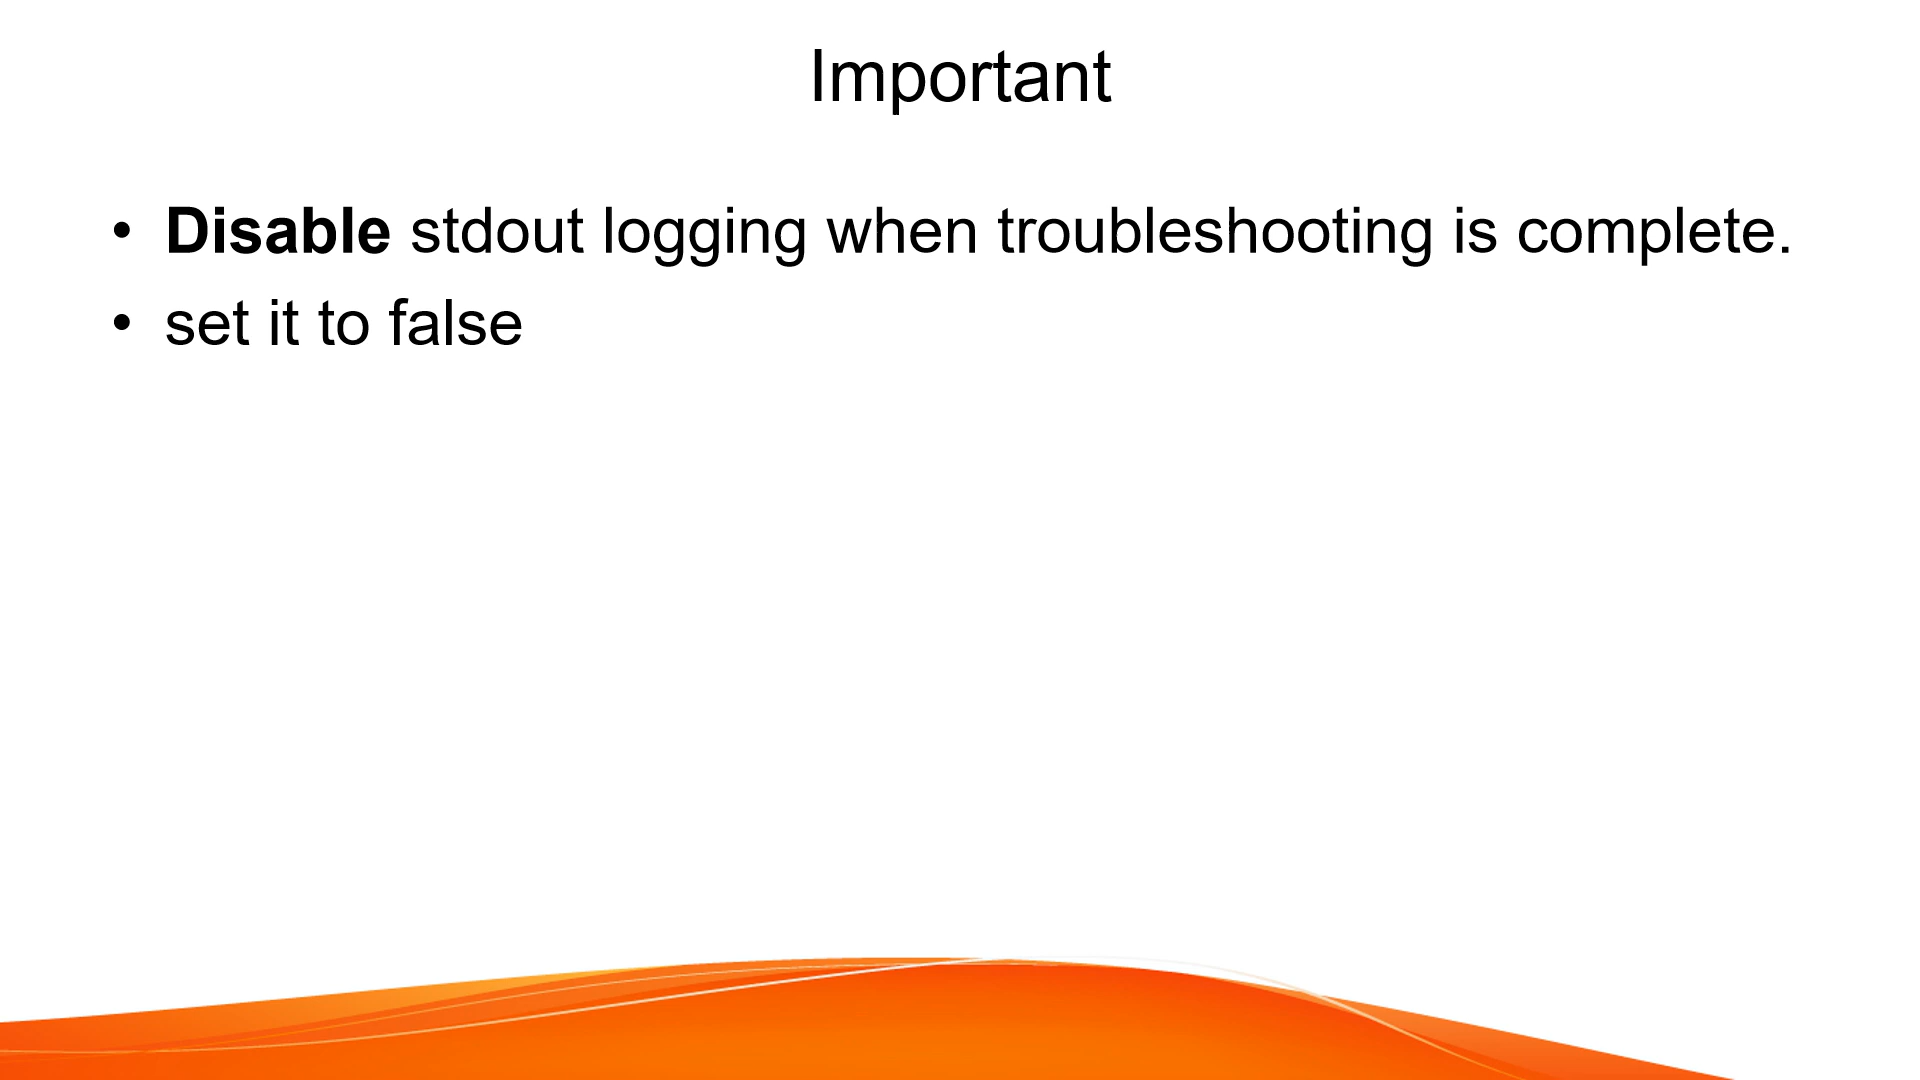 Important
• Disable stdout logging when troubleshooting is complete.
• set it to false